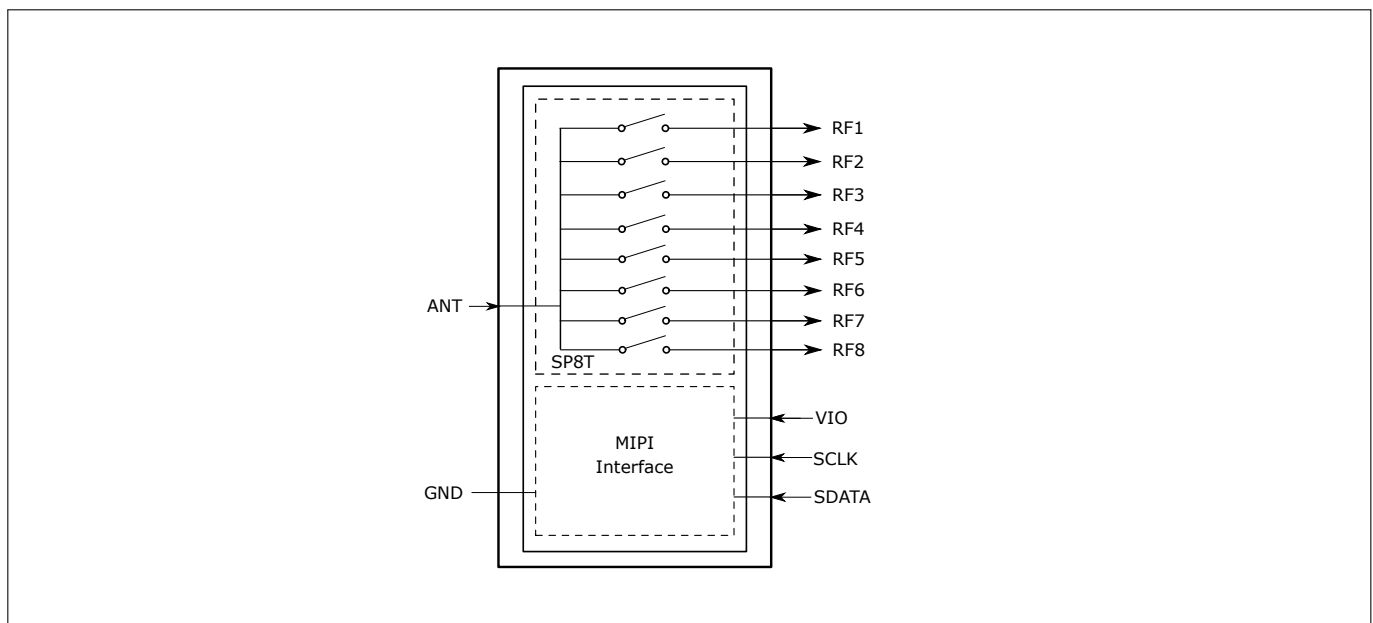 RF1
RF2
RF3
RF4
RF5
RF6
ANT
RF7
RF8
SP8T
VIO
MIPI
Interface
SCLK
GND
SDATA